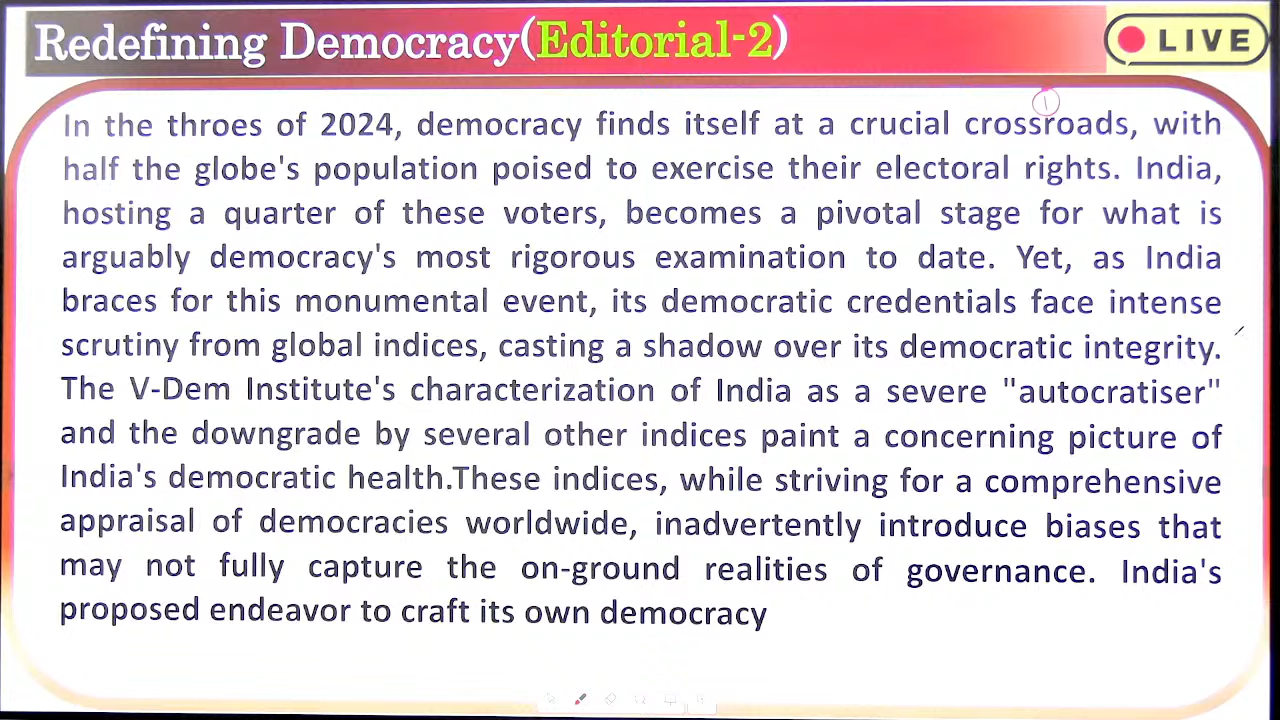 Redefining Democracy(Editorial-2)
LIVE
1
In the throes of 2024, democracy finds itself at a crucial crossroads, with
half the globe's population poised to exercise their electoral rights. India,
hosting a quarter of these voters, becomes a pivotal stage for what is
arguably democracy's most rigorous examination to date. Yet, as India
braces for this monumental event, its democratic credentials face intense
scrutiny from global indices, casting a shadow over its democratic integrity.
The V-Dem Institute's characterization of India as a severe "autocratiser"
and the downgrade by several other indices paint a concerning picture of
India's democratic health.These indices, while striving for a comprehensive
appraisal of democracies worldwide, inadvertently introduce biases that
may not fully capture the on-ground realities of governance. India's
proposed endeavor to craft its own democracy